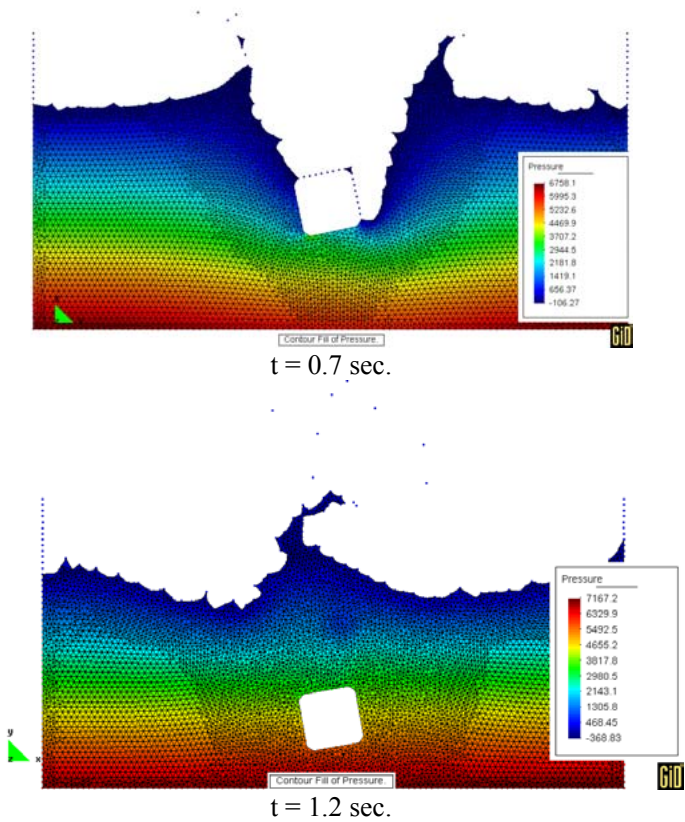 Pressure
6758.1
5995.3
5232.6
4469.9
3707.2
2944.5
2181.8
1419.1
656.37
-106.27
Contour Fill of Pressure.
GiD
t = 0.7 sec.
Pressure
7167.2
6329.9
5492.5
4655.2
3817.8
2980.5
2143.1
1305.8
468.45
-368.83
y
z x
Contour Fill of Pressure.
GiD
t = 1.2 sec.